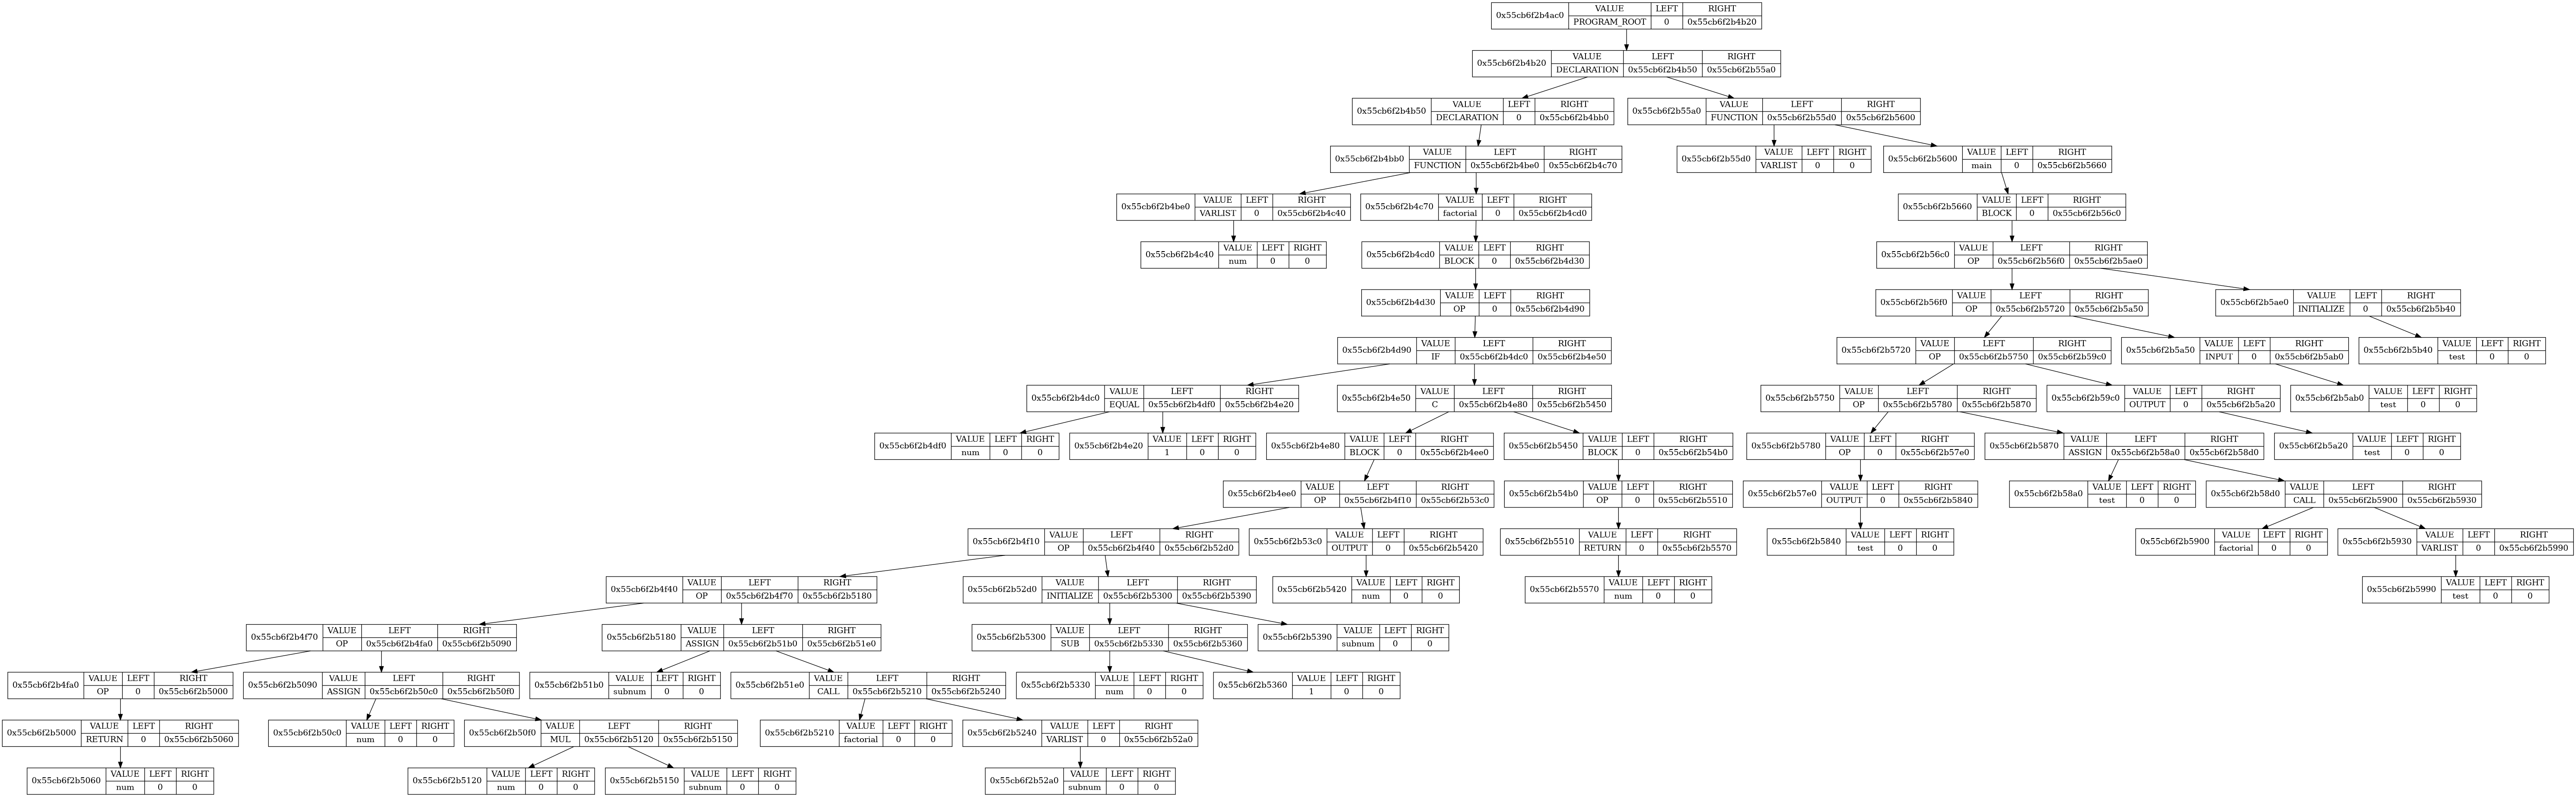 0x55cb6f2b4ac0
VALUE LEFT RIGHT
PROGRAM_ROOT 0 0x55cb6f2b4b20
0x55cb6f2b4b20
VALUE LEFT RIGHT
DECLARATION 0x55cb6f2b4b50 0x55cb6f2b55a0
0x55cb6f2b4b50
VALUE LEFT RIGHT
DECLARATION 0 0x55cb6f2b4bb0
0x55cb6f2b55a0
VALUE LEFT RIGHT
FUNCTION 0x55cb6f2b55d0 0x55cb6f2b5600
0x55cb6f2b4bb0
VALUE LEFT RIGHT
FUNCTION 0x55cb6f2b4be0 0x55cb6f2b4c70
0x55cb6f2b55d0
VALUE LEFT RIGHT
VARLIST 0 0
0x55cb6f2b5600
VALUE LEFT RIGHT
main 0 0x55cb6f2b5660
0x55cb6f2b4be0
VALUE LEFT RIGHT
VARLIST 0 0x55cb6f2b4c40
0x55cb6f2b4c70
VALUE LEFT RIGHT
factorial 0 0x55cb6f2b4cd0
0x55cb6f2b5660
VALUE LEFT RIGHT
BLOCK 0 0x55cb6f2b56c0
0x55cb6f2b4c40
VALUE LEFT RIGHT
num 0 0
0x55cb6f2b4cd0
VALUE LEFT RIGHT
BLOCK 0 0x55cb6f2b4d30
0x55cb6f2b56c0
VALUE LEFT RIGHT
OP 0x55cb6f2b56f0 0x55cb6f2b5ae0
0x55cb6f2b4d30
VALUE LEFT RIGHT
OP 0 0x55cb6f2b4d90
0x55cb6f2b56f0
VALUE LEFT RIGHT
OP 0x55cb6f2b5720 0x55cb6f2b5a50
0x55cb6f2b5ae0
VALUE LEFT RIGHT
INITIALIZE 0 0x55cb6f2b5b40
0x55cb6f2b4d90
VALUE LEFT RIGHT
IF 0x55cb6f2b4dc0 0x55cb6f2b4e50
0x55cb6f2b5720
VALUE LEFT RIGHT
OP 0x55cb6f2b5750 0x55cb6f2b59c0
0x55cb6f2b5a50
VALUE LEFT RIGHT
INPUT 0 0x55cb6f2b5ab0
0x55cb6f2b5b40
VALUE LEFT RIGHT
test 0 0
0x55cb6f2b4dc0
VALUE LEFT RIGHT
EQUAL 0x55cb6f2b4df0 0x55cb6f2b4e20
0x55cb6f2b4e50
VALUE LEFT RIGHT
C 0x55cb6f2b4e80 0x55cb6f2b5450
0x55cb6f2b5750
VALUE LEFT RIGHT
OP 0x55cb6f2b5780 0x55cb6f2b5870
0x55cb6f2b59c0
VALUE LEFT RIGHT
OUTPUT 0 0x55cb6f2b5a20
0x55cb6f2b5ab0
VALUE LEFT RIGHT
test 0 0
0x55cb6f2b4df0
VALUE LEFT RIGHT
num 0 0
0x55cb6f2b4e20
VALUE LEFT RIGHT
1 0 0
0x55cb6f2b4e80
VALUE LEFT RIGHT
BLOCK 0 0x55cb6f2b4ee0
0x55cb6f2b5450
VALUE LEFT RIGHT
BLOCK 0 0x55cb6f2b54b0
0x55cb6f2b5780
VALUE LEFT RIGHT
OP 0 0x55cb6f2b57e0
0x55cb6f2b5870
VALUE LEFT RIGHT
ASSIGN 0x55cb6f2b58a0 0x55cb6f2b58d0
0x55cb6f2b5a20
VALUE LEFT RIGHT
test 0 0
0x55cb6f2b4ee0
VALUE LEFT RIGHT
OP 0x55cb6f2b4f10 0x55cb6f2b53c0
0x55cb6f2b54b0
VALUE LEFT RIGHT
OP 0 0x55cb6f2b5510
0x55cb6f2b57e0
VALUE LEFT RIGHT
OUTPUT 0 0x55cb6f2b5840
0x55cb6f2b58a0
VALUE LEFT RIGHT
test 0 0
0x55cb6f2b58d0
VALUE LEFT RIGHT
CALL 0x55cb6f2b5900 0x55cb6f2b5930
0x55cb6f2b4f10
VALUE LEFT RIGHT
OP 0x55cb6f2b4f40 0x55cb6f2b52d0
0x55cb6f2b53c0
VALUE LEFT RIGHT
OUTPUT 0 0x55cb6f2b5420
0x55cb6f2b5510
VALUE LEFT RIGHT
RETURN 0 0x55cb6f2b5570
0x55cb6f2b5840
VALUE LEFT RIGHT
test 0 0
0x55cb6f2b5900
VALUE LEFT RIGHT
factorial 0 0
0x55cb6f2b5930
VALUE LEFT RIGHT
VARLIST 0 0x55cb6f2b5990
0x55cb6f2b4f40
VALUE LEFT RIGHT
OP 0x55cb6f2b4f70 0x55cb6f2b5180
0x55cb6f2b52d0
VALUE LEFT RIGHT
INITIALIZE 0x55cb6f2b5300 0x55cb6f2b5390
0x55cb6f2b5420
VALUE LEFT RIGHT
num 0 0
0x55cb6f2b5570
VALUE LEFT RIGHT
num 0 0
0x55cb6f2b5990
VALUE LEFT RIGHT
test 0 0
0x55cb6f2b4f70
VALUE LEFT RIGHT
OP 0x55cb6f2b4fa0 0x55cb6f2b5090
0x55cb6f2b5180
VALUE LEFT RIGHT
ASSIGN 0x55cb6f2b51b0 0x55cb6f2b51e0
0x55cb6f2b5300
VALUE LEFT RIGHT
SUB 0x55cb6f2b5330 0x55cb6f2b5360
0x55cb6f2b5390
VALUE LEFT RIGHT
subnum 0 0
0x55cb6f2b4fa0
VALUE LEFT RIGHT
OP 0 0x55cb6f2b5000
0x55cb6f2b5090
VALUE LEFT RIGHT
ASSIGN 0x55cb6f2b50c0 0x55cb6f2b50f0
0x55cb6f2b51b0
VALUE LEFT RIGHT
subnum 0 0
0x55cb6f2b51e0
VALUE LEFT RIGHT
CALL 0x55cb6f2b5210 0x55cb6f2b5240
0x55cb6f2b5330
VALUE LEFT RIGHT
num 0 0
0x55cb6f2b5360
VALUE LEFT RIGHT
1 0 0
0x55cb6f2b5000
VALUE LEFT RIGHT
RETURN 0 0x55cb6f2b5060
0x55cb6f2b50c0
VALUE LEFT RIGHT
num 0 0
0x55cb6f2b50f0
VALUE LEFT RIGHT
MUL 0x55cb6f2b5120 0x55cb6f2b5150
0x55cb6f2b5210
VALUE LEFT RIGHT
factorial 0 0
0x55cb6f2b5240
VALUE LEFT RIGHT
VARLIST 0 0x55cb6f2b52a0
0x55cb6f2b5060
VALUE LEFT RIGHT
num 0 0
0x55cb6f2b5120
VALUE LEFT RIGHT
num 0 0
0x55cb6f2b5150
VALUE LEFT RIGHT
subnum 0 0
0x55cb6f2b52a0
VALUE LEFT RIGHT
subnum 0 0